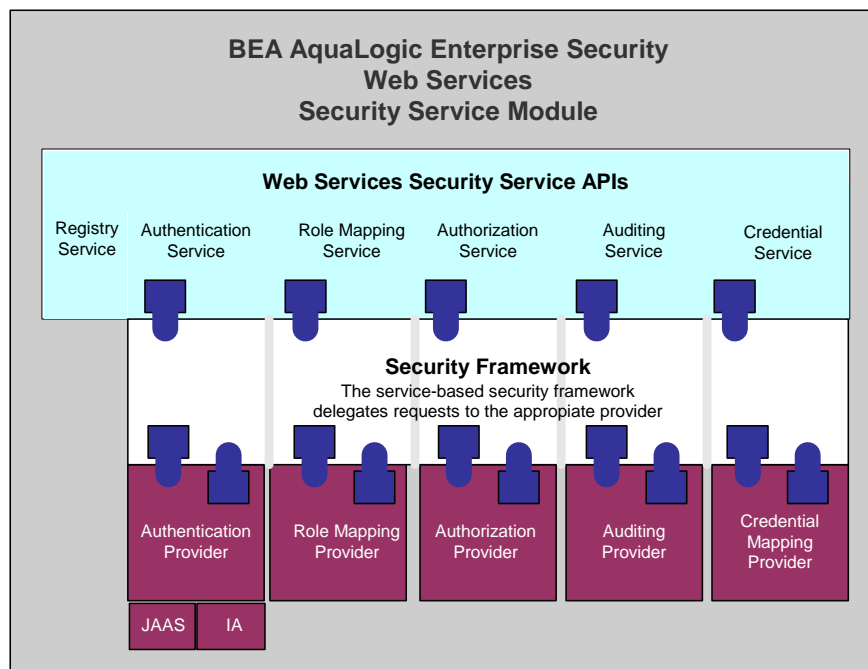 BEA AquaLogic Enterprise Security
Web Services
Security Service Module
Web Services Security Service APIs
Registry
Service
Authentication
Service
Role Mapping
Service
Authorization
Service
Auditing
Service
Credential
Service
Security Framework
The service-based security framework
delegates requests to the appropiate provider
Authentication
Provider
Role Mapping
Provider
Authorization
Provider
Auditing
Provider
Credential
Mapping
Provider
JAAS
IA